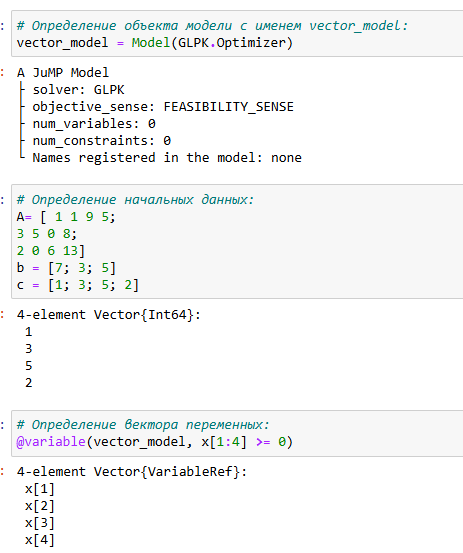 : # Определение объекта модели с именем vector_model:
vector_model = Model(GLPK.Optimizer)
: A JuMP Model
├ solver: GLPK
├ objective_sense: FEASIBILITY_SENSE
├ num_variables: 0
├ num_constraints: 0
└ Names registered in the model: none
: # Определение начальных данных:
A= [ 1 1 9 5;
3 5 0 8;
2 0 6 13]
b = [7; 3; 5]
c = [1; 3; 5; 2]
: 4-element Vector{Int64}:
1
3
5
2
: # Определение вектора переменных:
@variable(vector_model, x[1:4] >= 0)
: 4-element Vector{VariableRef}:
x[1]
x[2]
x[3]
x[4]